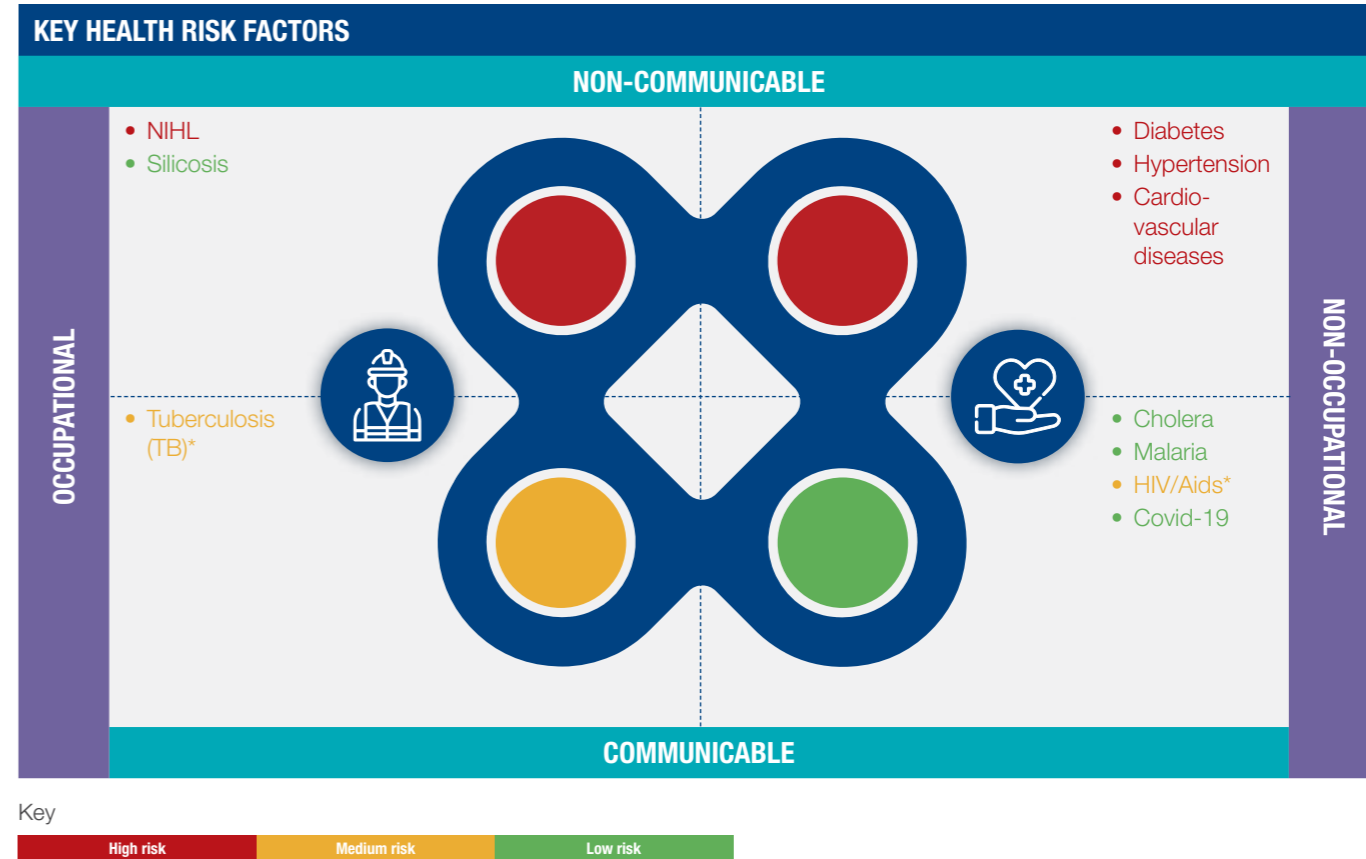 KEY HEALTH RISK FACTORS
NON-COMMUNICABLE
OCCUPATIONAL
• NIHL
• Silicosis
• Diabetes
• Hypertension
• Cardio-
vascular
diseases
NON-OCCUPATIONAL
• Tuberculosis
(TB)*
• Cholera
• Malaria
• HIV/Aids*
• Covid-19
COMMUNICABLE
Key
High risk
Medium risk
Low risk